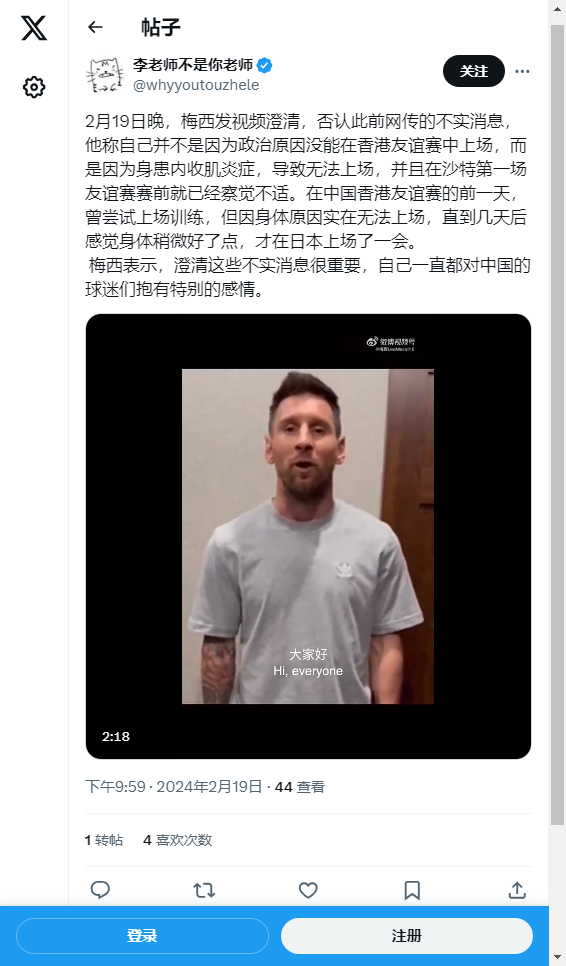 帖子
李老师不是你老师
关注
@whyyoutouzhele
2月19日晚，梅西发视频澄清，否认此前网传的不实消息，
他称自己并不是因为政治原因没能在香港友谊赛中上场，而
是因为身患内收肌炎症，导致无法上场，并且在沙特第一场
友谊赛赛前就已经察觉不适。在中国香港友谊赛的前一天，
曾尝试上场训练，但因身体原因实在无法上场，直到几天后
感觉身体稍微好了点，才在日本上场了一会。
梅西表示，澄清这些不实消息很重要，自己一直都对中国的
球迷们抱有特别的感情。
微博视频号
大家好
Hi, everyone
2:18
下午9:59 · 2024年2月19日 · 44 查看
1 转帖 4 喜欢次数
登录
注册